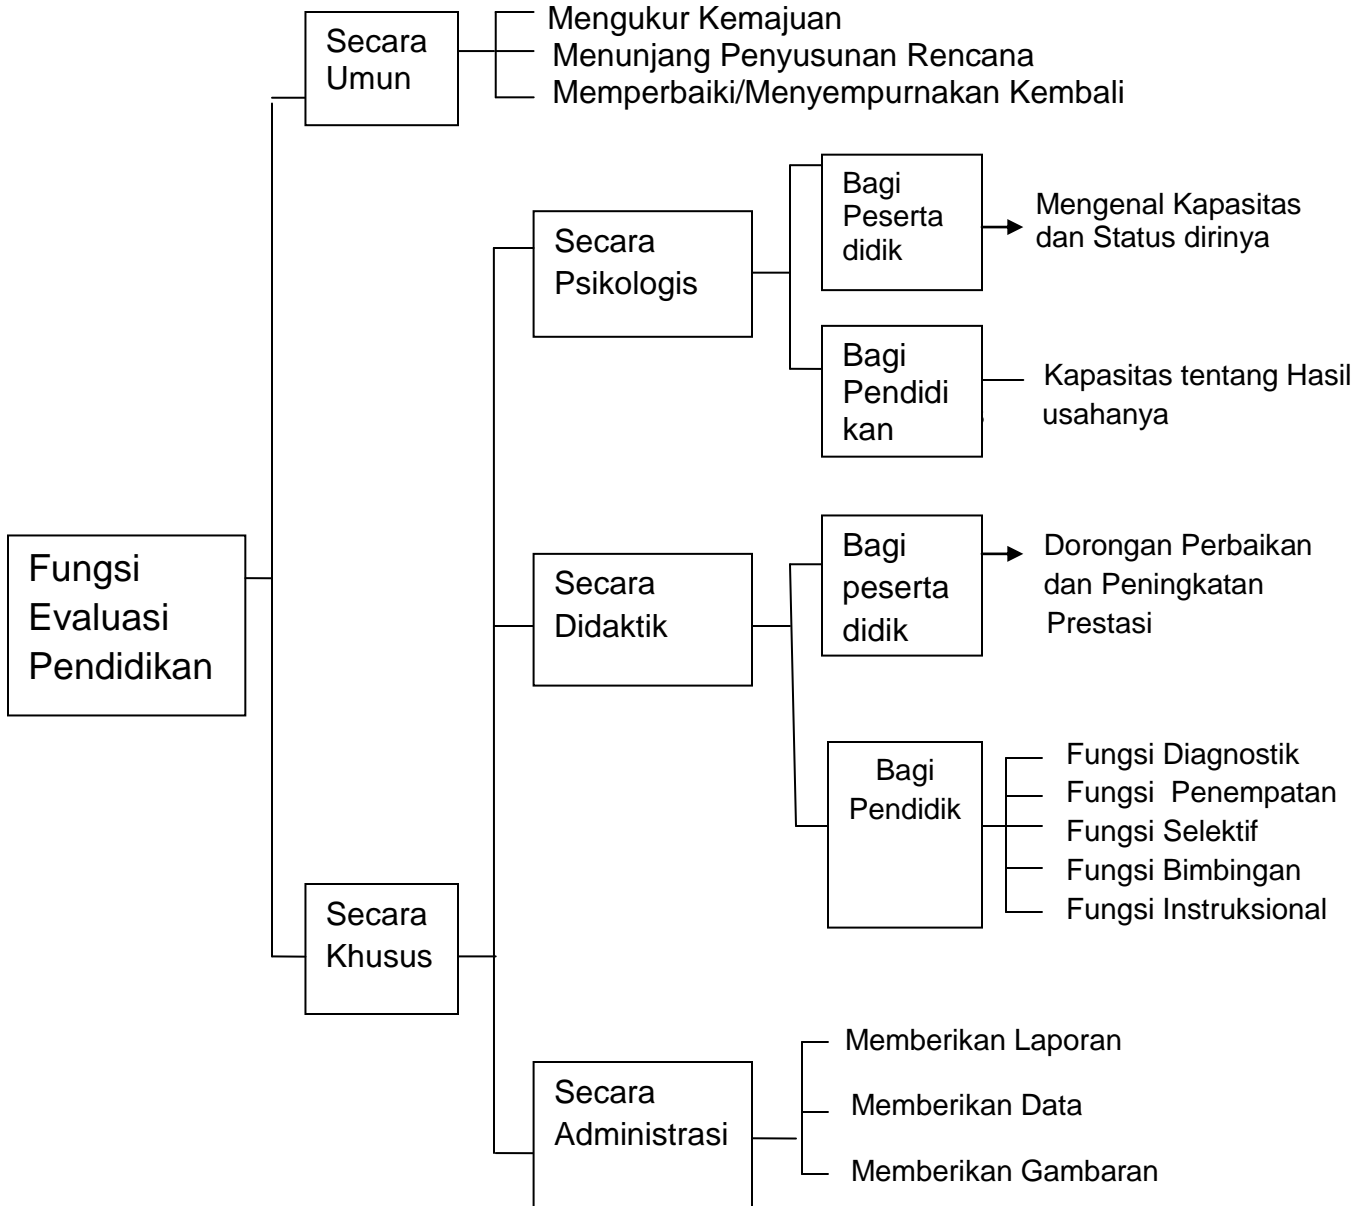 Secara
Umun
Mengukur Kemajuan
Menunjang Penyusunan Rencana
Memperbaiki/Menyempurnakan Kembali
Secara
Psikologis
Bagi
Peserta
didik
Mengenal Kapasitas
dan Status dirinya
Bagi
Pendidi
kan
Kapasitas tentang Hasil
usahanya
Fungsi
Evaluasi
Pendidikan
Secara
Didaktik
Bagi
peserta
didik
Dorongan Perbaikan
dan Peningkatan
Prestasi
Bagi
Pendidik
Fungsi Diagnostik
Fungsi Penempatan
Fungsi Selektif
Fungsi Bimbingan
Fungsi Instruksional
Secara
Khusus
Secara
Administrasi
Memberikan Laporan
Memberikan Data
Memberikan Gambaran